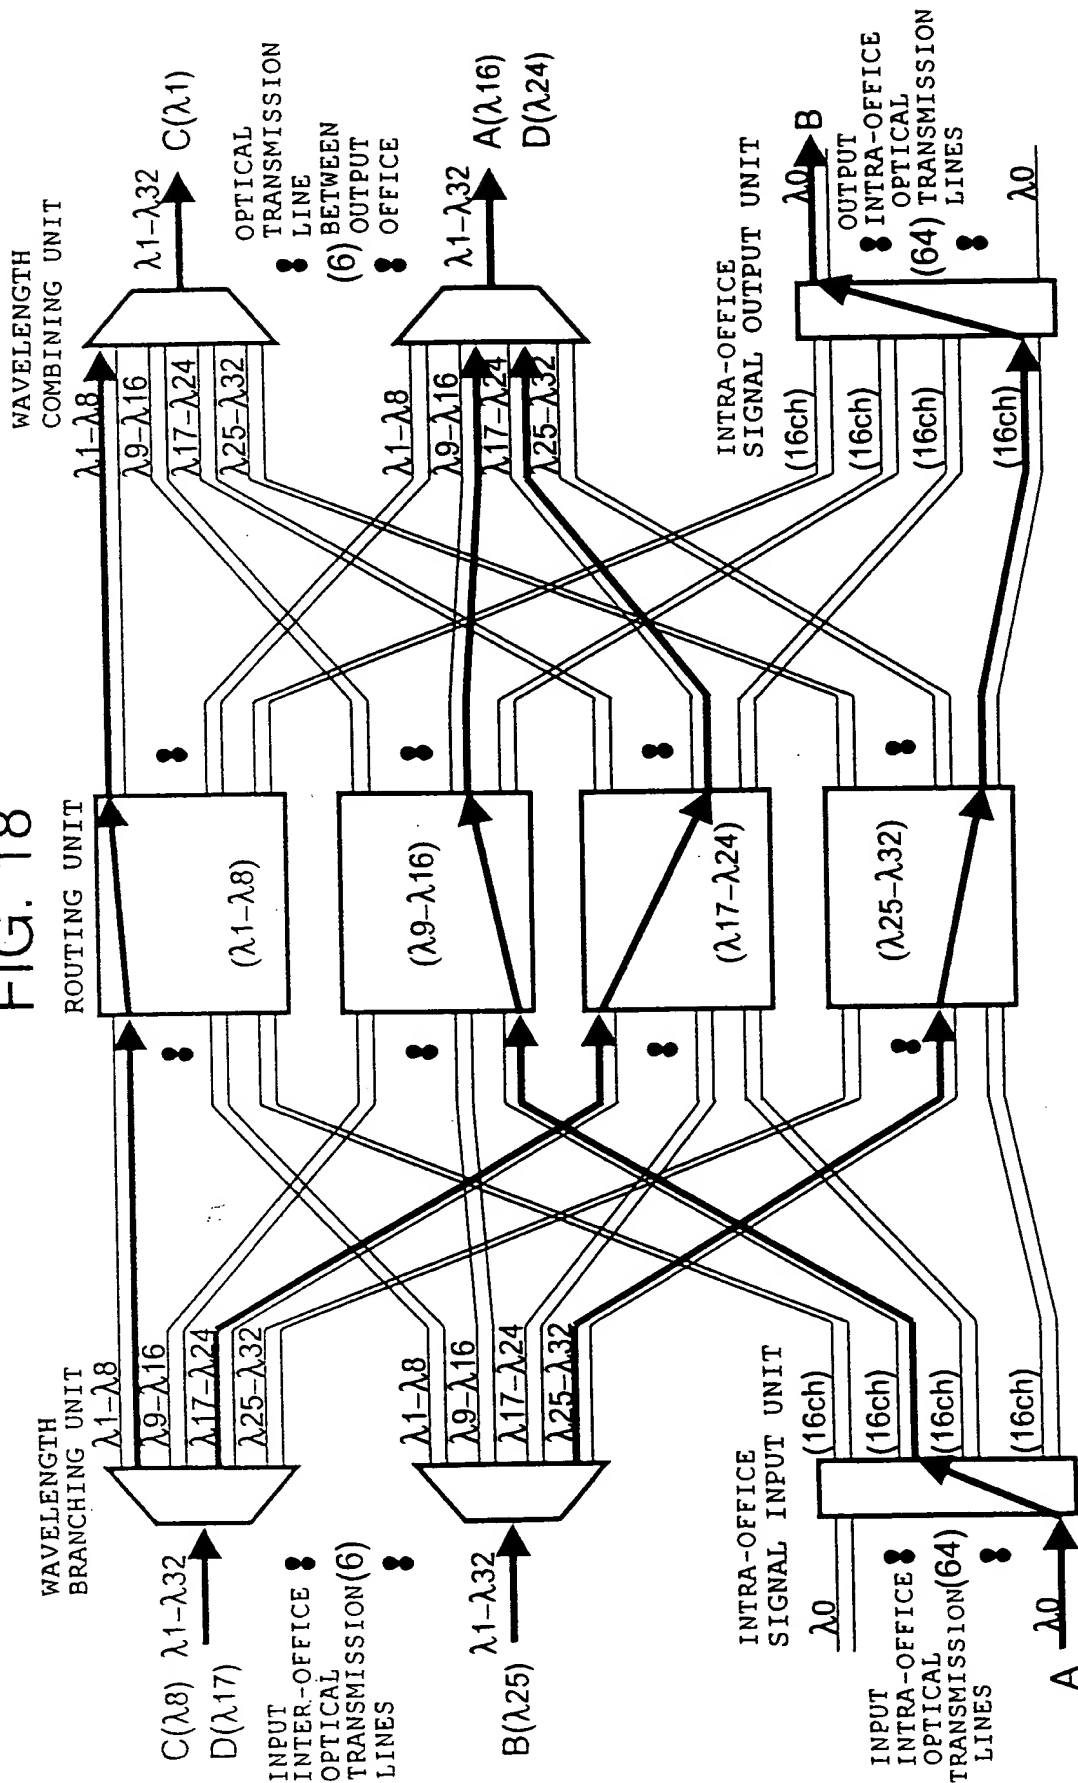 FIG. 18
WAVELENGTH
BRANCHING UNIT
ROUTING UNIT
WAVELENGTH
COMBINING UNIT
C(λ8) λ1–λ32
D(λ17)
λ1–λ8
λ9–λ16
λ17–λ24
λ25–λ32
(λ1–λ8)
λ1–λ8
λ9–λ16
λ17–λ24
λ25–λ32
λ1–λ32
C(λ1)
INPUT
INTER-OFFICE
OPTICAL
TRANSMISSION(6)
LINES
OPTICAL
TRANSMISSION
LINE
(6) BETWEEN
OUTPUT
OFFICE
(λ9–λ16)
B(λ25)
λ1–λ32
λ1–λ8
λ9–λ16
λ17–λ24
λ25–λ32
λ1–λ8
λ9–λ16
λ17–λ24
λ25–λ32
λ1–λ32
A(λ16)
D(λ24)
(λ17–λ24)
INTRA-OFFICE
SIGNAL INPUT UNIT
INTRA-OFFICE
SIGNAL OUTPUT UNIT
λ0
(16ch)
(16ch)
(16ch)
(16ch)
(λ25–λ32)
(16ch)
(16ch)
(16ch)
(16ch)
λ0
B
INPUT
INTRA-OFFICE
OPTICAL
TRANSMISSION(64)
LINES
OUTPUT
INTRA-OFFICE
OPTICAL
(64) TRANSMISSION
LINES
λ0
A
λ0